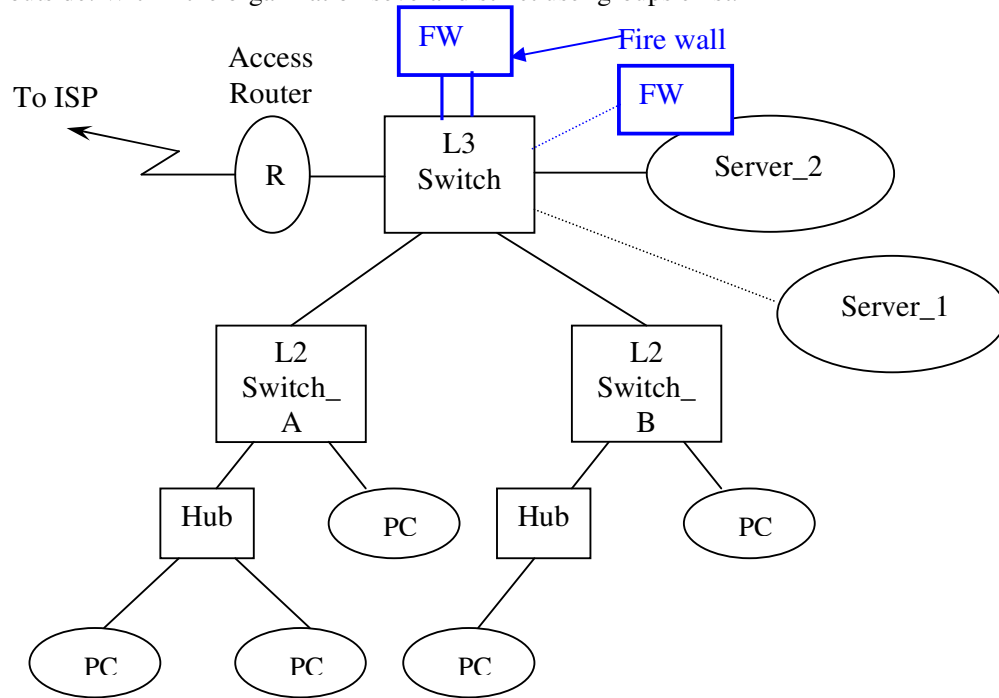 FW
Fire wall
Access
Router
To ISP
FW
L3
Switch
R
Server_2
Server_1
L2
Switch_
A
L2
Switch_
B
Hub
PC
Hub
PC
PC
PC
PC